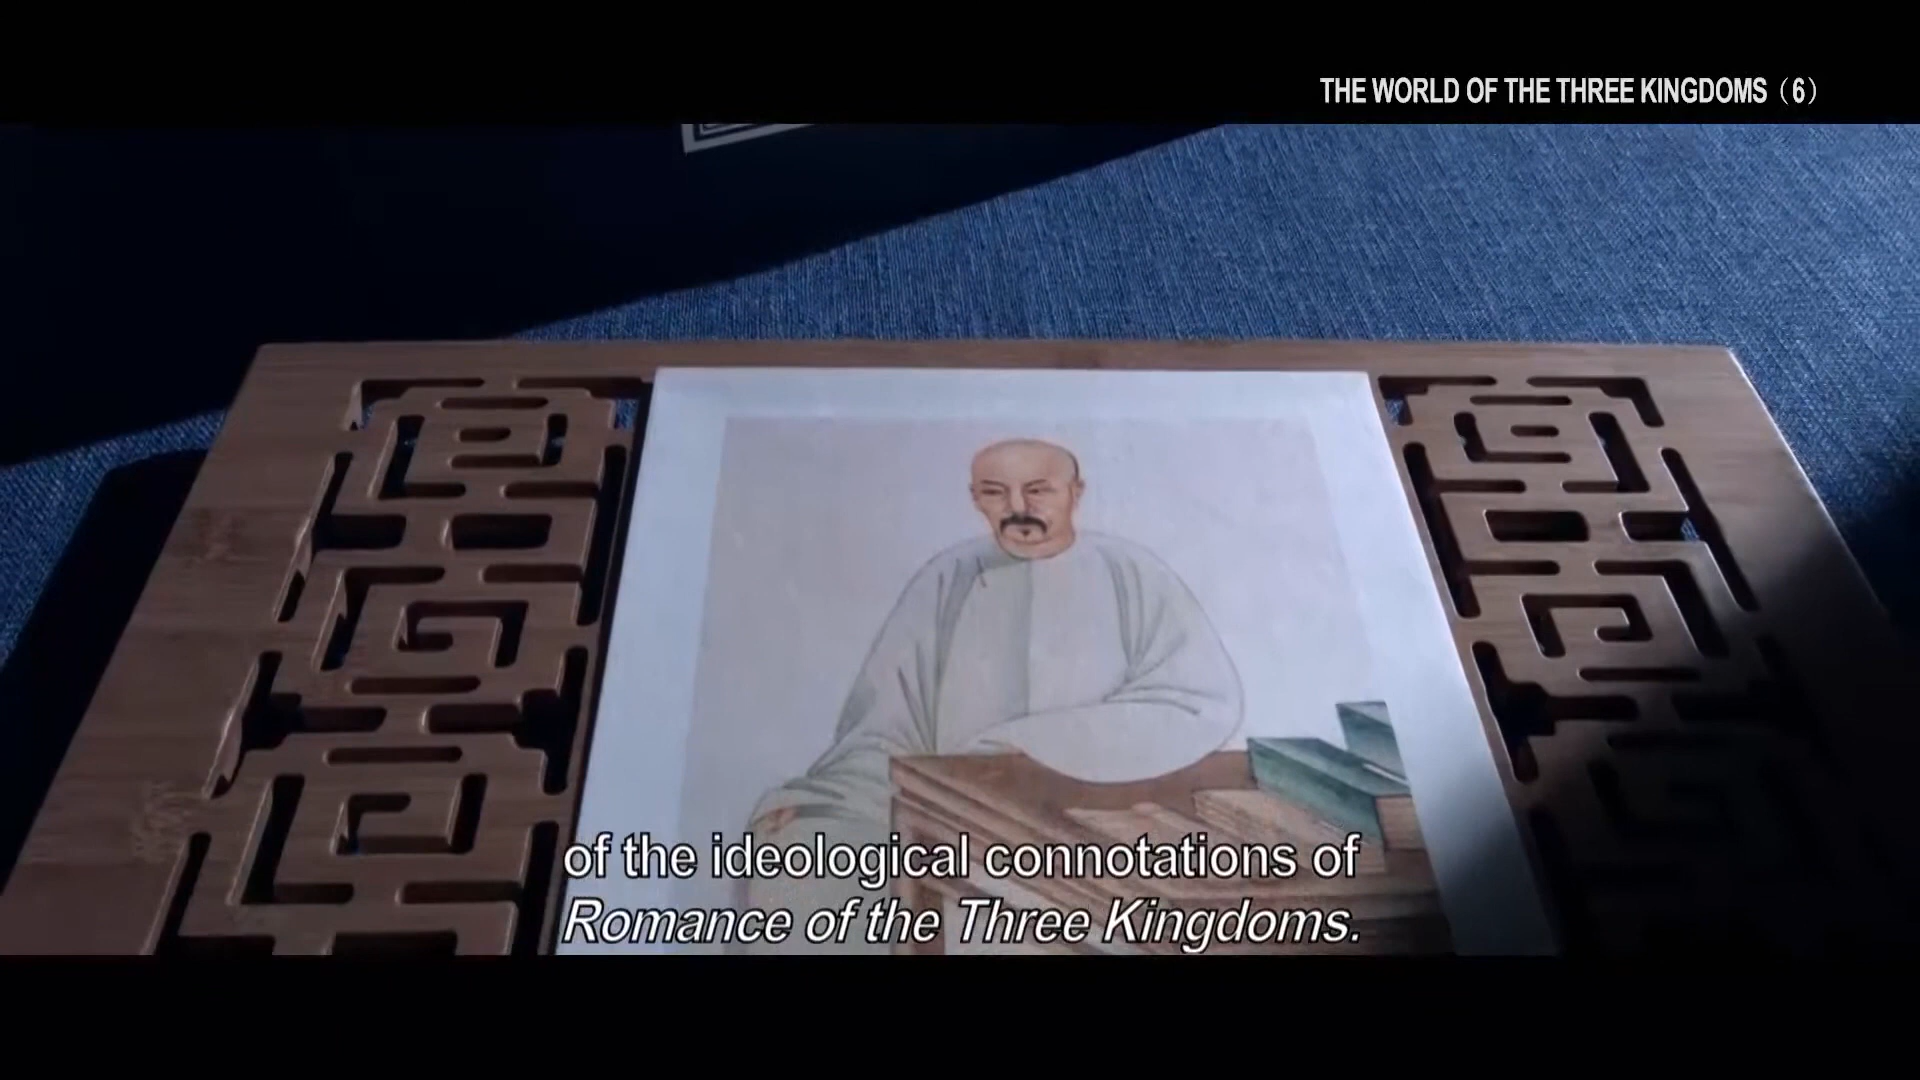 THE WORLD OF THE THREE KINGDOMS（6）
of the ideological connotations of
Romance of the Three Kingdoms.